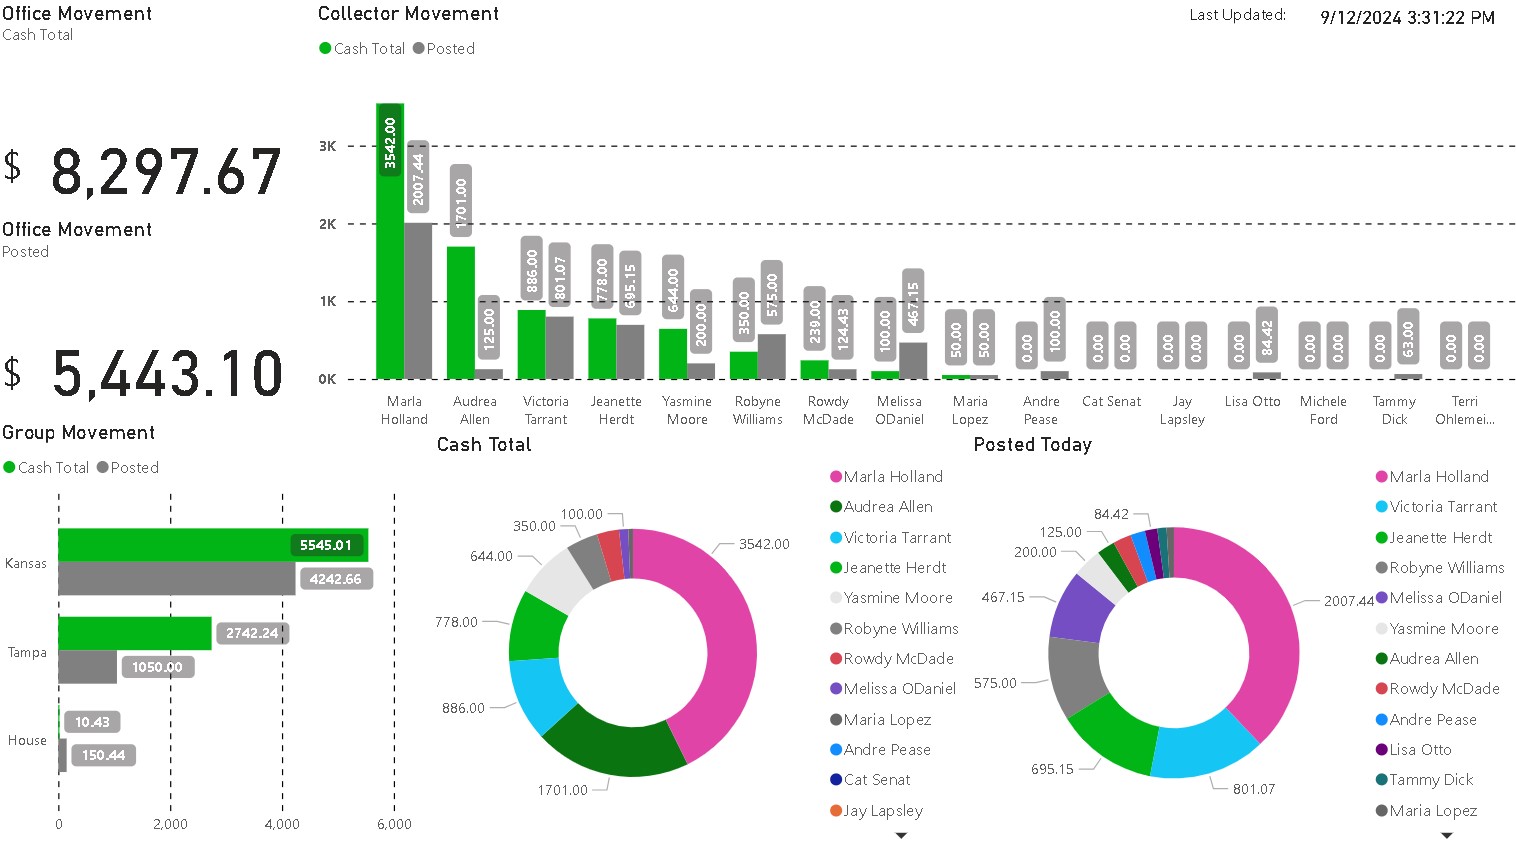 Office Movement
Cash Total
$ 8,297.67
Office Movement
Posted
$ 5,443.10
Collector Movement
Cash Total Posted
Last Updated: 9/12/2024 3:31:22 PM
3K
2K
1K
0K
3542.00 2007.44 1701.00 125.00 886.00 801.07 778.00 695.15 644.00 200.00 350.00 575.00 239.00 124.43 100.00 467.15 50.00 50.00 0.00 100.00 0.00 0.00 0.00 0.00 0.00 84.42 0.00 0.00 0.00 63.00 0.00 0.00
Marla Holland
Audrea Allen
Victoria Tarrant
Jeanette Herdt
Yasmine Moore
Robyne Williams
Rowdy McDade
Melissa ODaniel
Maria Lopez
Andre Pease
Cat Senat
Jay Lapsley
Lisa Otto
Michele Ford
Tammy Dick
Terri Ohlemei...
Group Movement
Cash Total Posted
Kansas
5545.01
4242.66
Tampa
2742.24
1050.00
House
10.43
150.44
0 2,000 4,000 6,000
Cash Total
3542.00
1701.00
886.00
778.00
644.00
350.00
100.00
Marla Holland
Audrea Allen
Victoria Tarrant
Jeanette Herdt
Yasmine Moore
Robyne Williams
Rowdy McDade
Melissa ODaniel
Maria Lopez
Andre Pease
Cat Senat
Jay Lapsley
Posted Today
2007.44
801.07
695.15
575.00
467.15
200.00
125.00
84.42
Marla Holland
Victoria Tarrant
Jeanette Herdt
Robyne Williams
Melissa ODaniel
Yasmine Moore
Audrea Allen
Rowdy McDade
Andre Pease
Lisa Otto
Tammy Dick
Maria Lopez